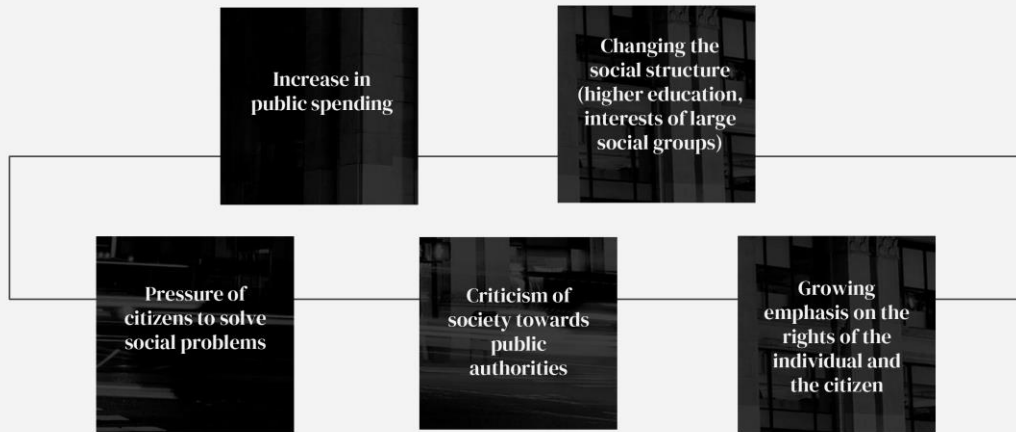 Increase in
public spending
Changing the
social structure
(higher education,
interests of large
social groups)
Pressure of
citizens to solve
social problems
Criticism of
society towards
public
authorities
Growing
emphasis on the
rights of the
individual and
the citizen